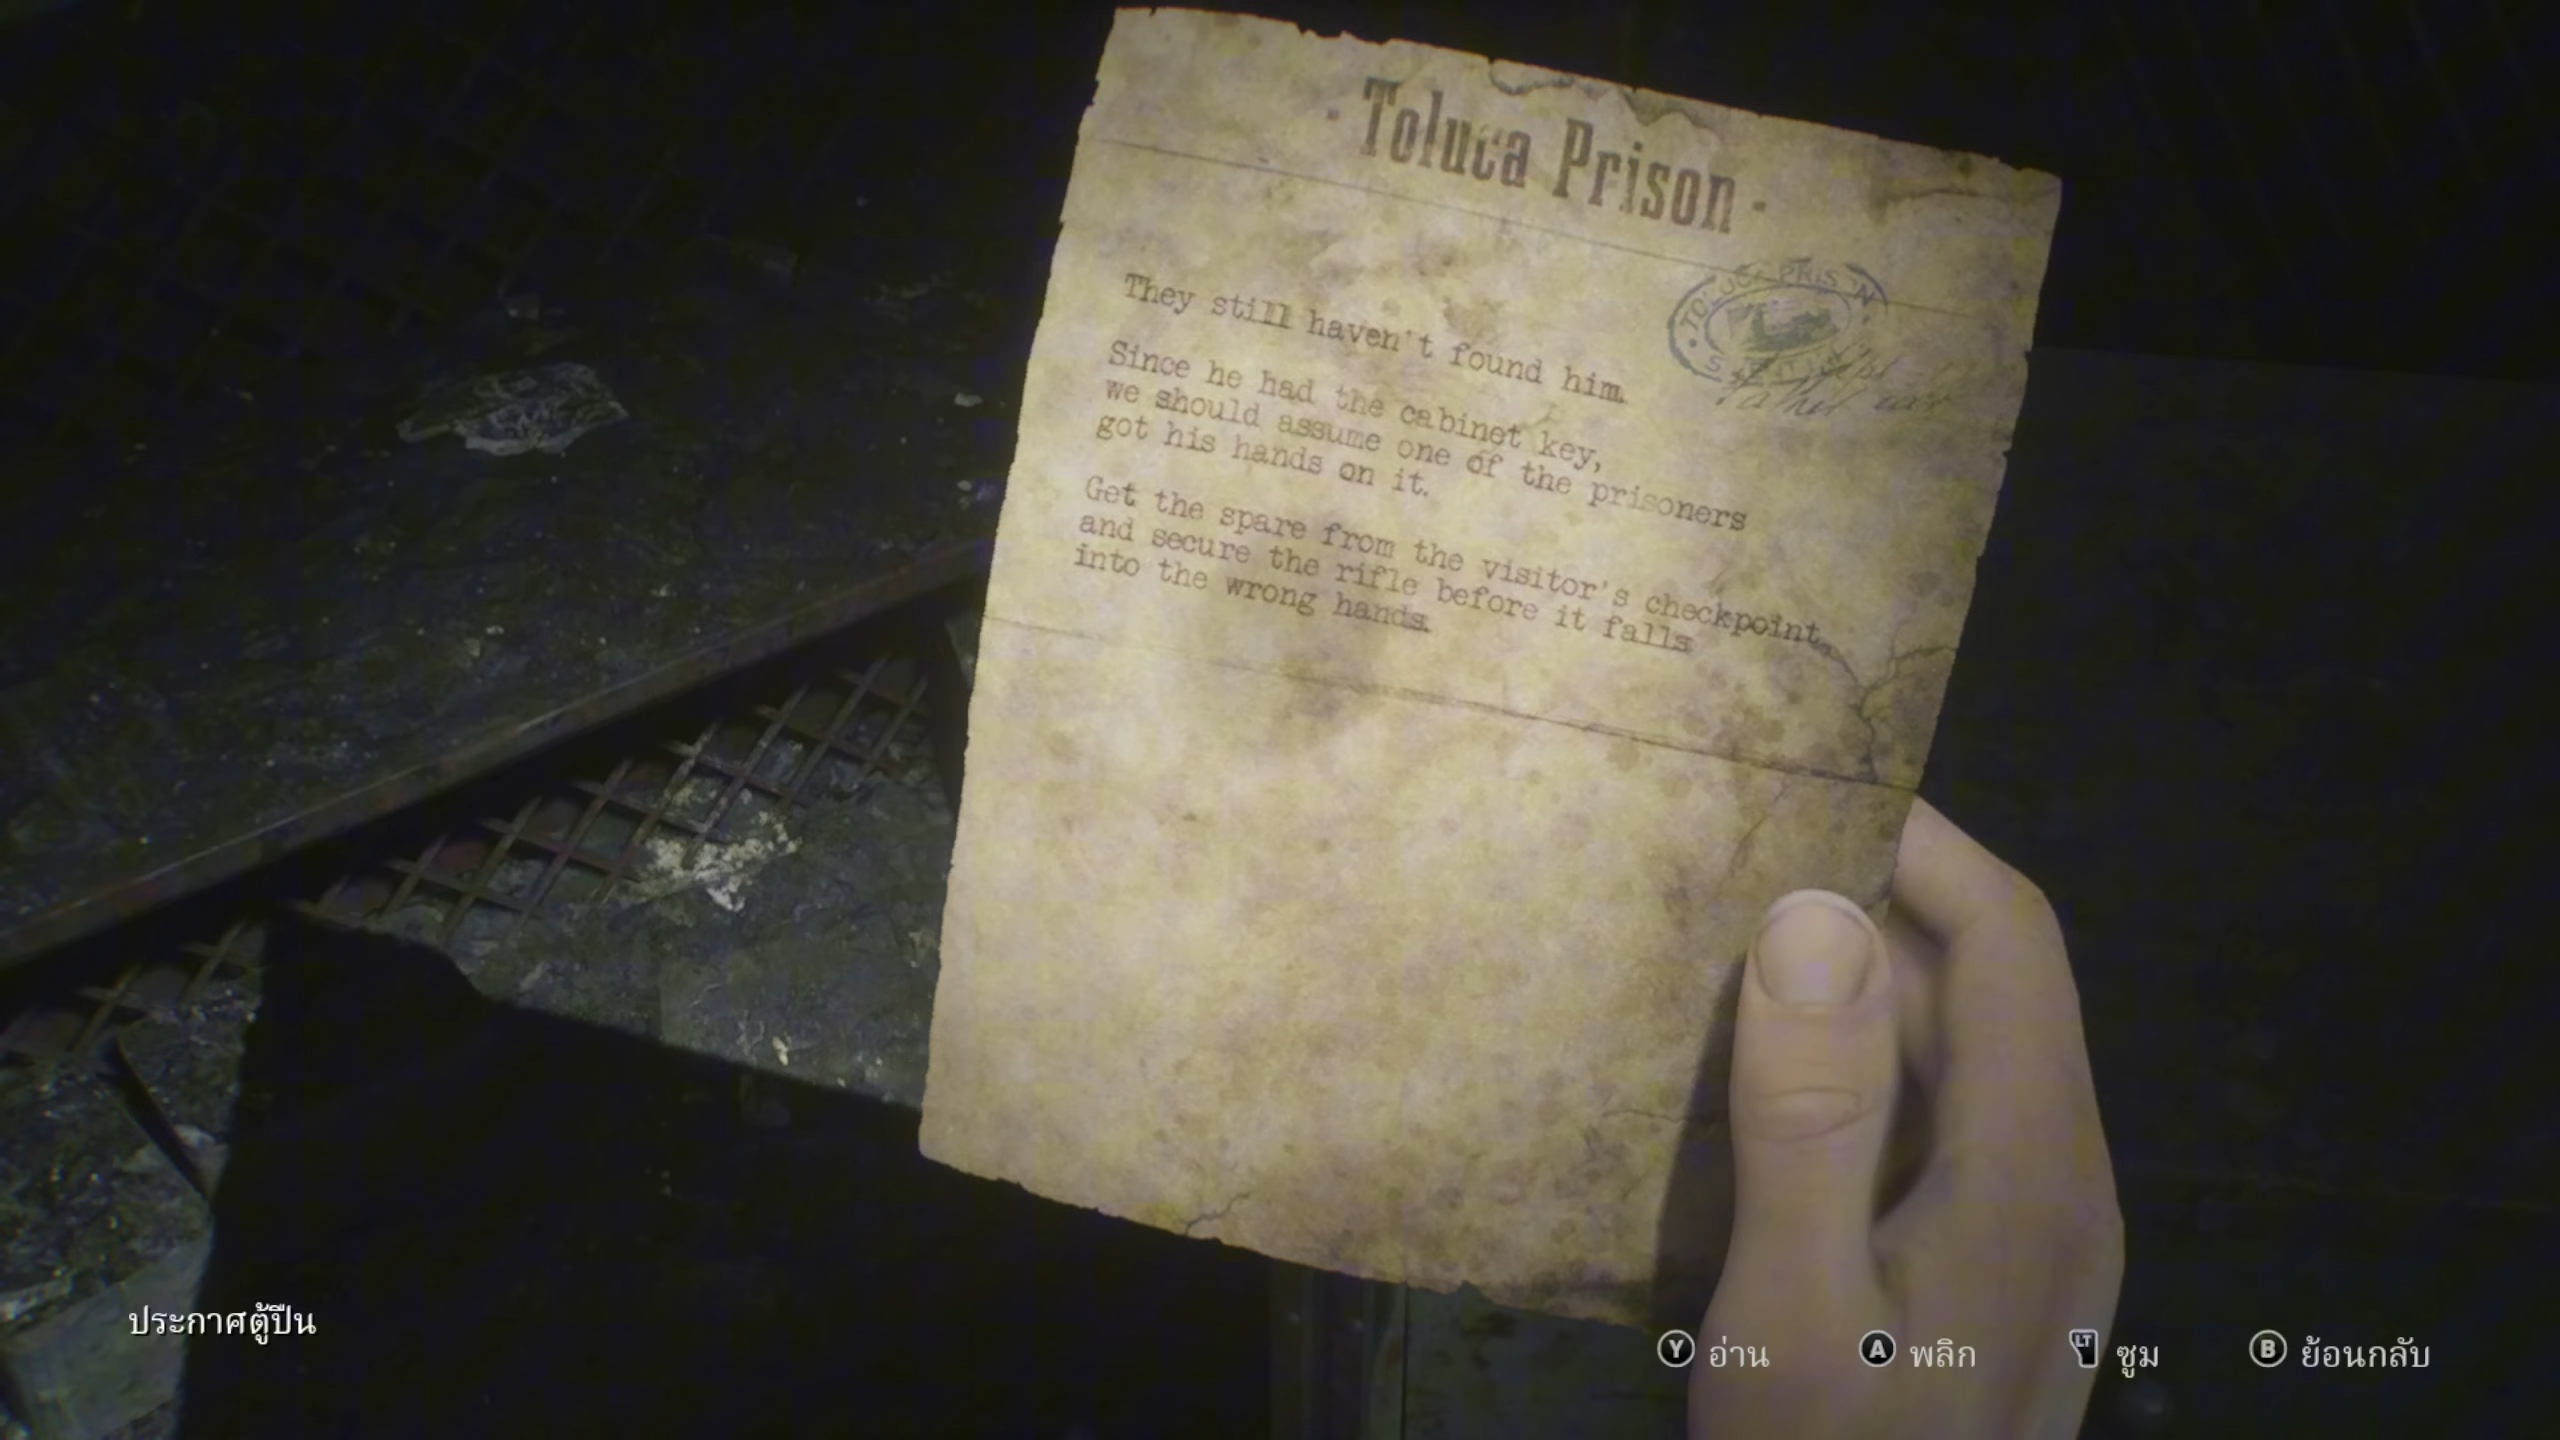 · Toluca Prison ·
They still haven't found him.
Since he had the cabinet key,
we should assume one of the prisoners
got his hands on it.
Get the spare from the visitor's checkpoint,
and secure the rifle before it falls
into the wrong hands.
ประกาศตู้ปืน
Y อ่าน
A พลิก
LT ซูม
B ย้อนกลับ